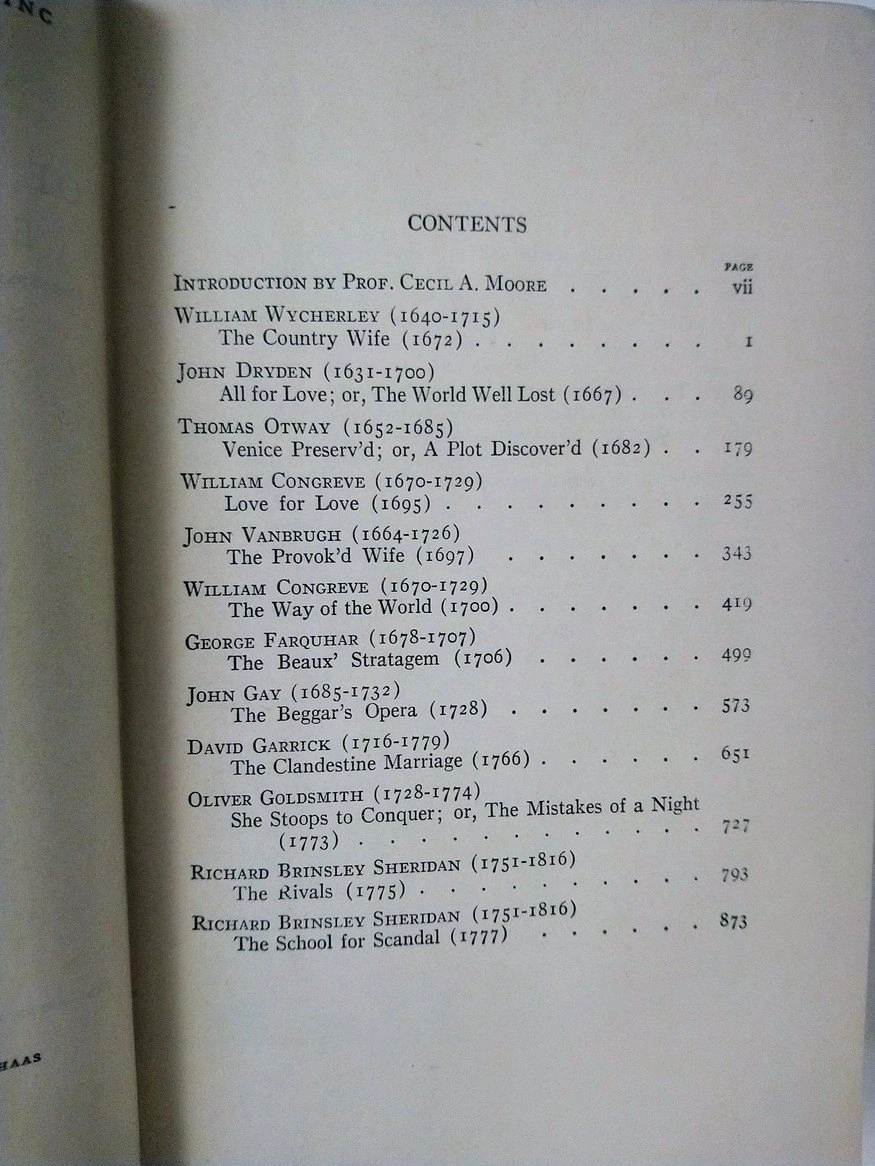 INC
HAAS
CONTENTS
PAGE
INTRODUCTION BY PROF. CECIL A. MOORE . . . . . vii
WILLIAM WYCHERLEY (1640-1715)
The Country Wife (1672) . . . . . . . . 1
JOHN DRYDEN (1631-1700)
All for Love; or, The World Well Lost (1667) . . . 89
THOMAS OTWAY (1652-1685)
Venice Preserv'd; or, A Plot Discover'd (1682) . . 179
WILLIAM CONGREVE (1670-1729)
Love for Love (1695) . . . . . . . . . 255
JOHN VANBRUGH (1664-1726)
The Provok'd Wife (1697) . . . . . . . 343
WILLIAM CONGREVE (1670-1729)
The Way of the World (1700) . . . . . . . 419
GEORGE FARQUHAR (1678-1707)
The Beaux' Stratagem (1706) . . . . . . 499
JOHN GAY (1685-1732)
The Beggar's Opera (1728) . . . . . . . 573
DAVID GARRICK (1716-1779)
The Clandestine Marriage (1766) . . . . . . 651
OLIVER GOLDSMITH (1728-1774)
She Stoops to Conquer; or, The Mistakes of a Night
(1773) . . . . . . . . . . . . 727
RICHARD BRINSLEY SHERIDAN (1751-1816)
The Rivals (1775) . . . . . . . . . . 793
RICHARD BRINSLEY SHERIDAN (1751-1816)
The School for Scandal (1777) . . . . . . 873